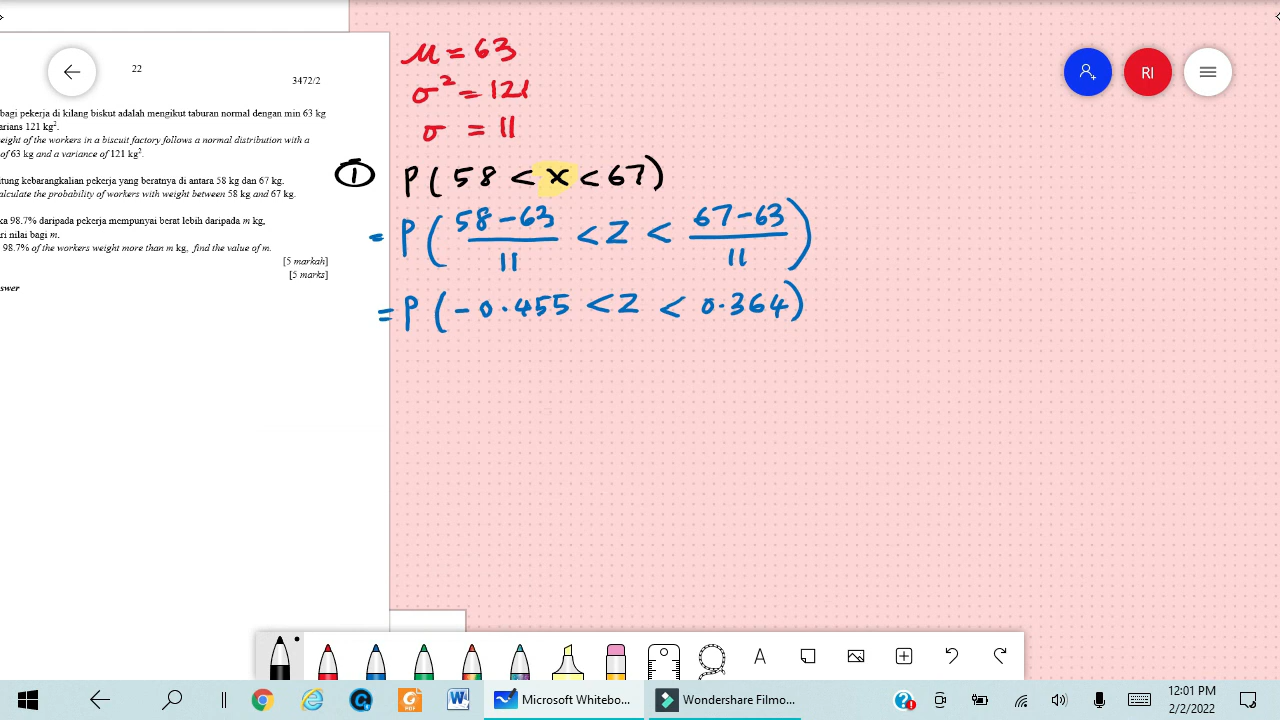 22
3472/2
bagi pekerja di kilang biskut adalah mengikut taburan normal dengan min 63 kg
arians 121 kg².
eight of the workers in a biscuit factory follows a normal distribution with a
of 63 kg and a variance of 121 kg².
itung kebarangkalian pekerja yang beratnya di antara 58 kg dan 67 kg.
alculate the probability of workers with weight between 58 kg and 67 kg.
ka 98.7% daripada pekerja mempunyai berat lebih daripada m kg,
ri nilai bagi m.
98.7% of the workers weight more than m kg, find the value of m.
[5 markah]
[5 marks]
swer
μ = 63
σ² = 121
σ = 11
① P( 58 < x < 67 )
= P( (58 - 63)/11 < Z < (67 - 63)/11 )
= P( -0.455 < Z < 0.364 )
RI
A
Microsoft Whitebo...
Wondershare Filmo...
12:01 PM
2/2/2022